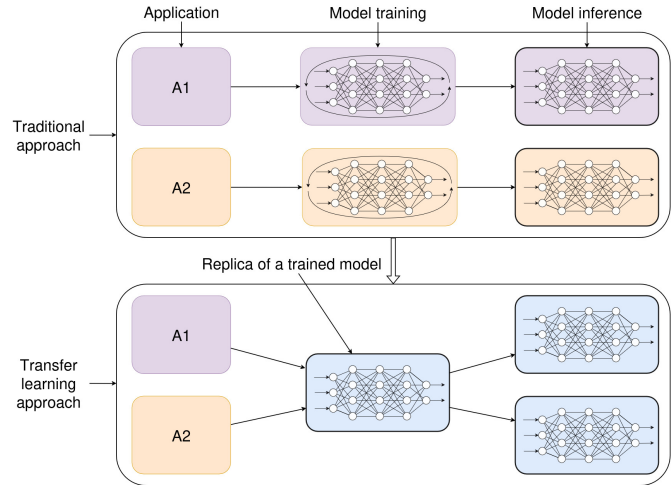 Application
Model training
Model inference
A1
Traditional
approach
A2
Replica of a trained model
A1
Transfer
learning
approach
A2